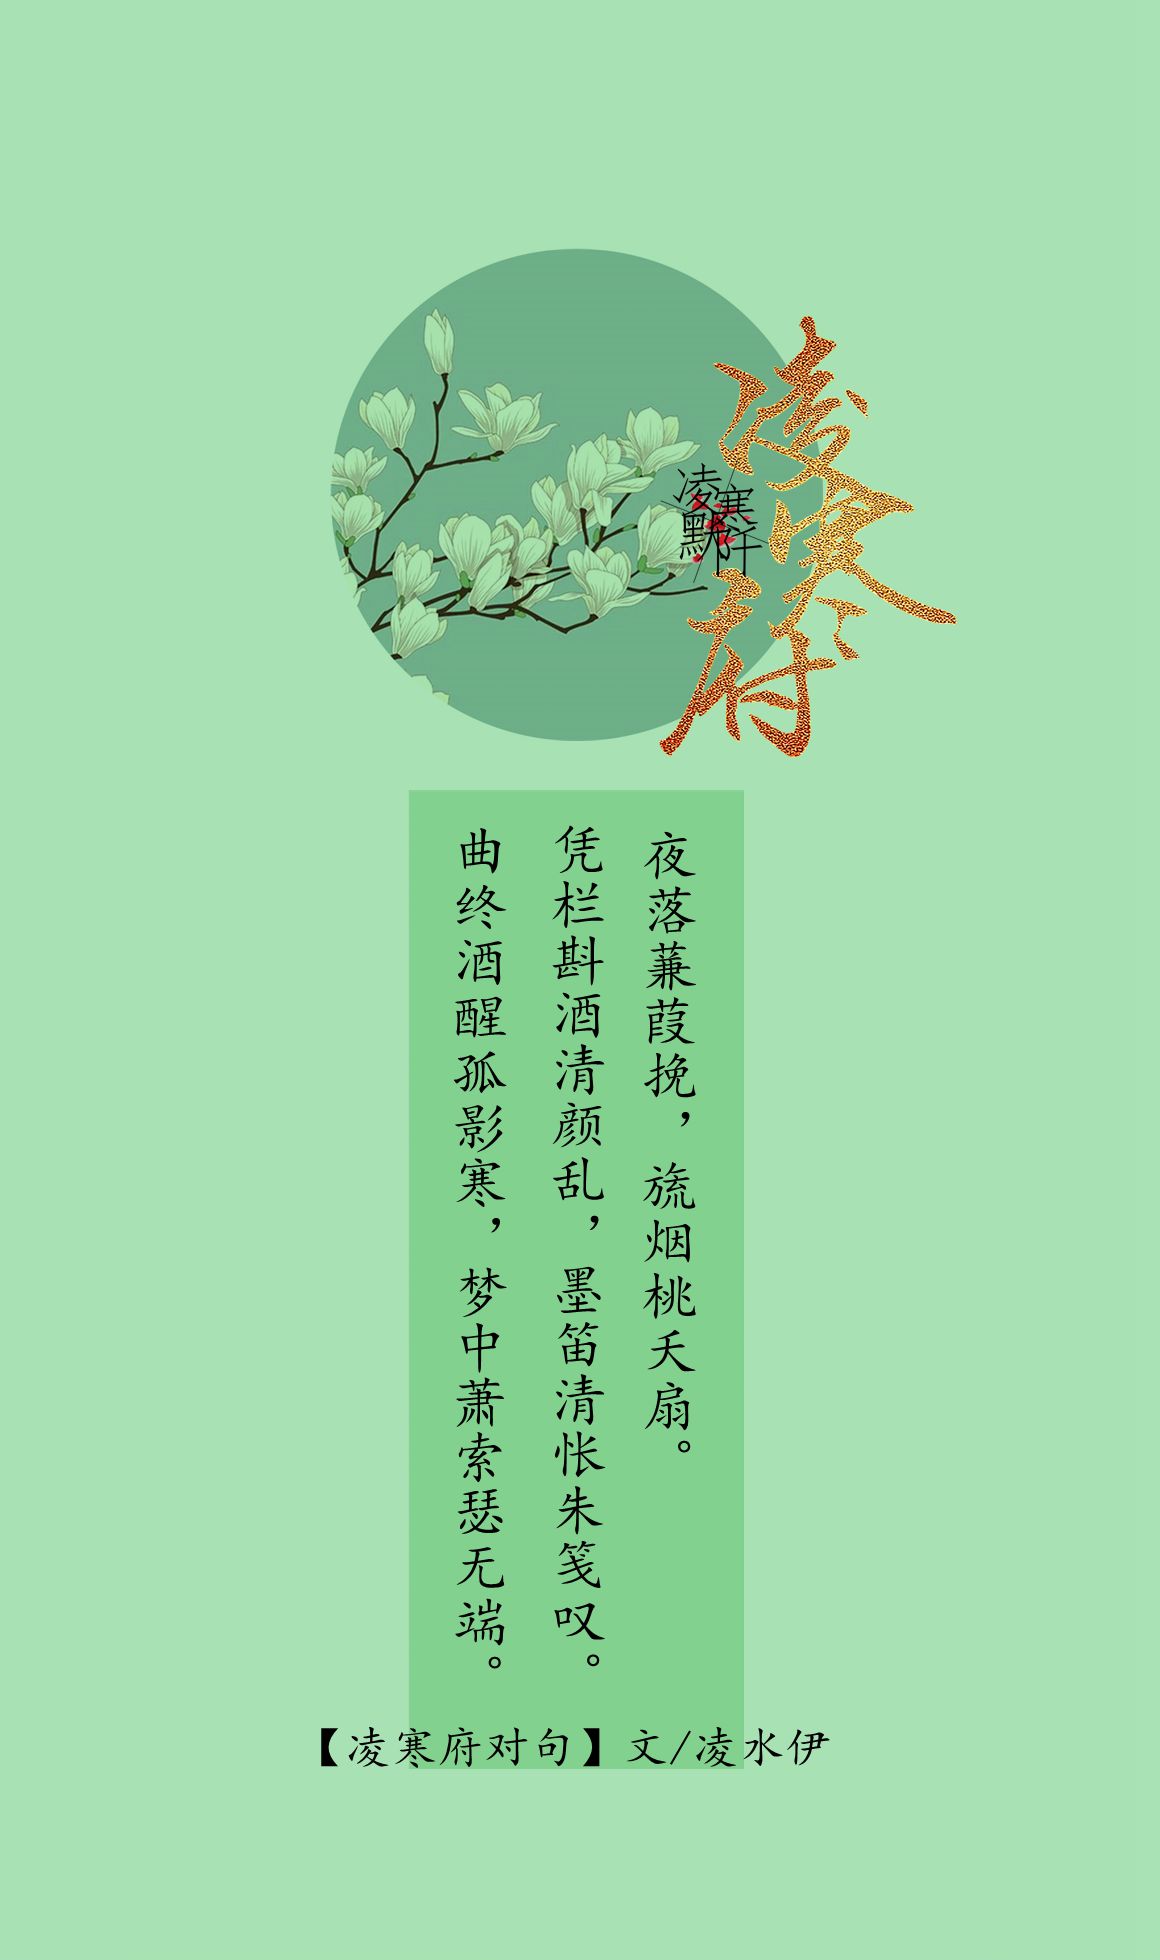 凌寒府
凌寒
默阡
夜落蒹葭挽，旒烟桃夭扇。
凭栏斟酒清颜乱，墨笛清怅朱笺叹。
曲终酒醒孤影寒，梦中萧索瑟无端。
【凌寒府对句】文/凌水伊